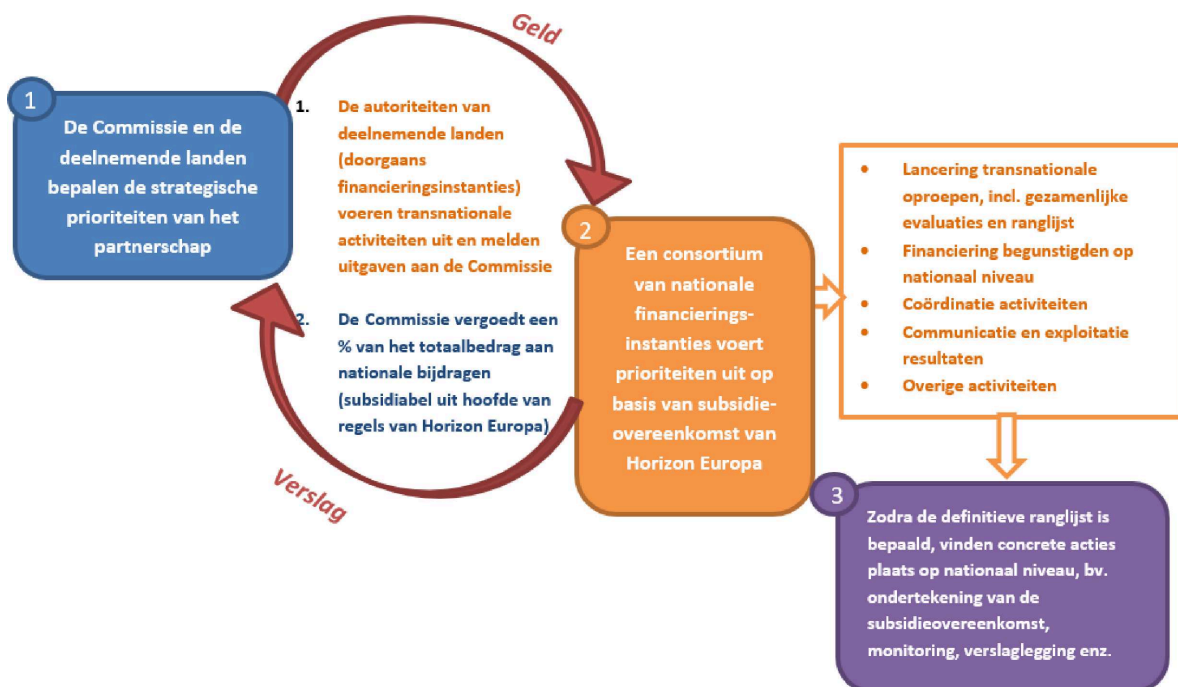 Geld
1
De Commissie en de
deelnemende landen
bepalen de strategische
prioriteiten van het
partnerschap
1. De autoriteiten van
deelnemende landen
(doorgaans
financieringsinstanties)
voeren transnationale
activiteiten uit en melden
uitgaven aan de Commissie
2. De Commissie vergoedt een
% van het totaalbedrag aan
nationale bijdragen
(subsidiabel uit hoofde van
regels van Horizon Europa)
Verslag
2
Een consortium
van nationale
financierings-
instanties voert
prioriteiten uit op
basis van subsidie-
overeenkomst van
Horizon Europa
• Lancering transnationale
oproepen, incl. gezamenlijke
evaluaties en ranglijst
• Financiering begunstigden op
nationaal niveau
• Coördinatie activiteiten
• Communicatie en exploitatie
resultaten
• Overige activiteiten
3
Zodra de definitieve ranglijst is
bepaald, vinden concrete acties
plaats op nationaal niveau, bv.
ondertekening van de
subsidieovereenkomst,
monitoring, verslaglegging enz.